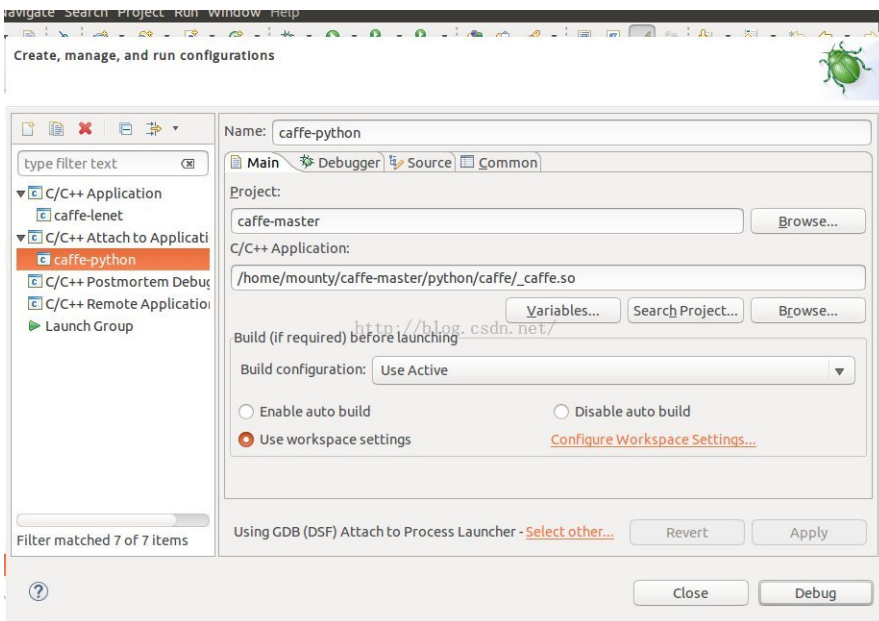 Navigate Search Project Run Window Help
Create, manage, and run configurations
type filter text
C/C++ Application
caffe-lenet
C/C++ Attach to Applicati
caffe-python
C/C++ Postmortem Debug
C/C++ Remote Application
Launch Group
Filter matched 7 of 7 items
Name: caffe-python
Main Debugger Source Common
Project:
caffe-master Browse...
C/C++ Application:
/home/mounty/caffe-master/python/caffe/_caffe.so
Variables... Search Project... Browse...
http://blog.csdn.net/
Build (if required) before launching
Build configuration: Use Active
Enable auto build Disable auto build
Use workspace settings Configure Workspace Settings...
Using GDB (DSF) Attach to Process Launcher - Select other... Revert Apply
Close Debug